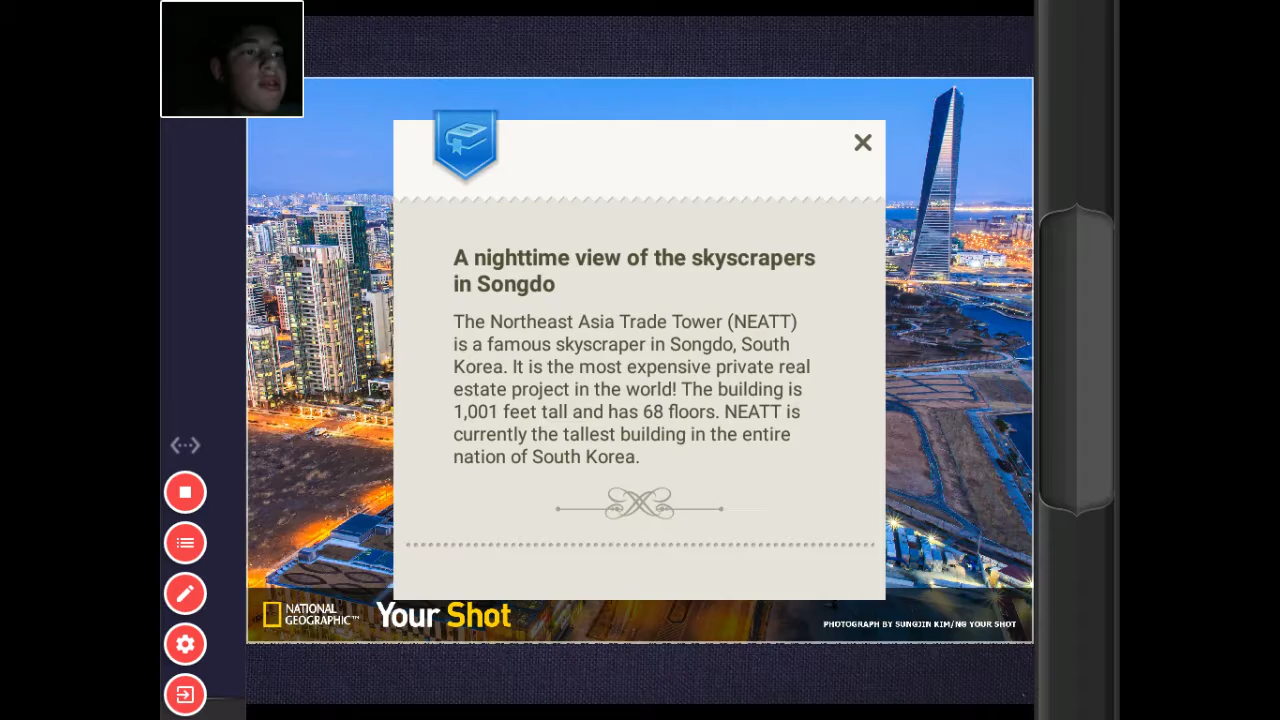 A nighttime view of the skyscrapers
in Songdo
The Northeast Asia Trade Tower (NEATT)
is a famous skyscraper in Songdo, South
Korea. It is the most expensive private real
estate project in the world! The building is
1,001 feet tall and has 68 floors. NEATT is
currently the tallest building in the entire
nation of South Korea.
NATIONAL
GEOGRAPHIC™
Your Shot
PHOTOGRAPH BY SUNGJIN KIM/NG YOUR SHOT